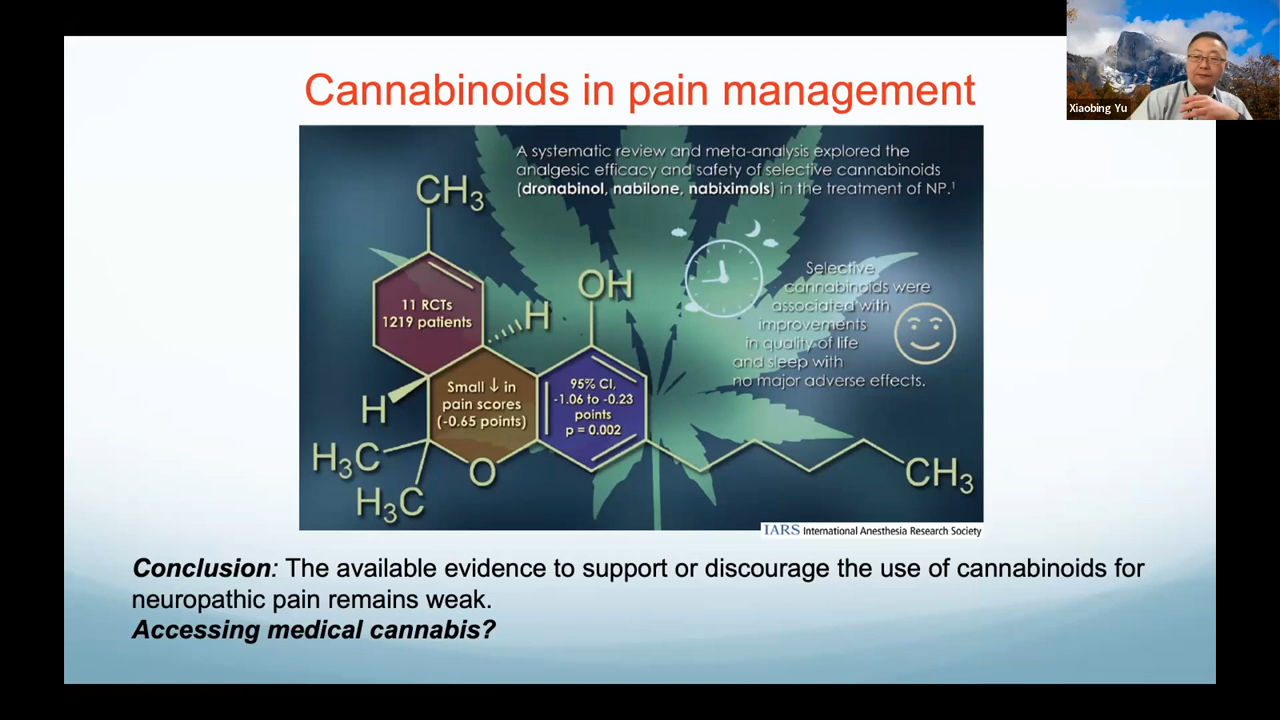 Cannabinoids in pain management
Xiaobing Yu
A systematic review and meta-analysis explored the
analgesic efficacy and safety of selective cannabinoids
(dronabinol, nabilone, nabiximols) in the treatment of NP.¹
CH₃
11 RCTs
1219 patients
H
OH
Selective
cannabinoids were
associated with
improvements
in quality of life
and sleep with
no major adverse effects.
Small ↓ in
pain scores
(-0.65 points)
95% CI,
-1.06 to -0.23
points
p = 0.002
H
H₃C
H₃C
O
CH₃
IARS International Anesthesia Research Society
Conclusion: The available evidence to support or discourage the use of cannabinoids for
neuropathic pain remains weak.
Accessing medical cannabis?